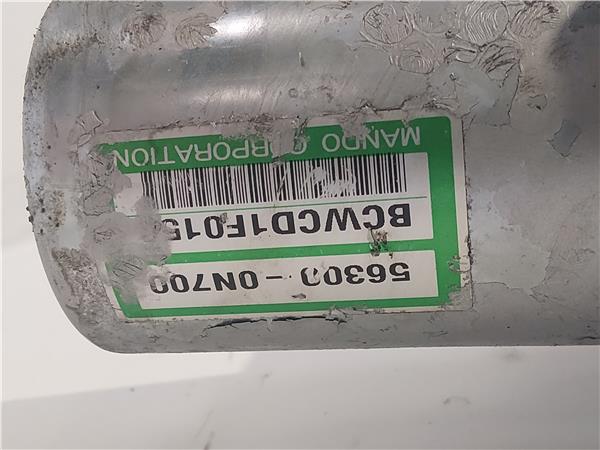 56300 - 0N700
BCWCD1F015
MANDO CORPORATION